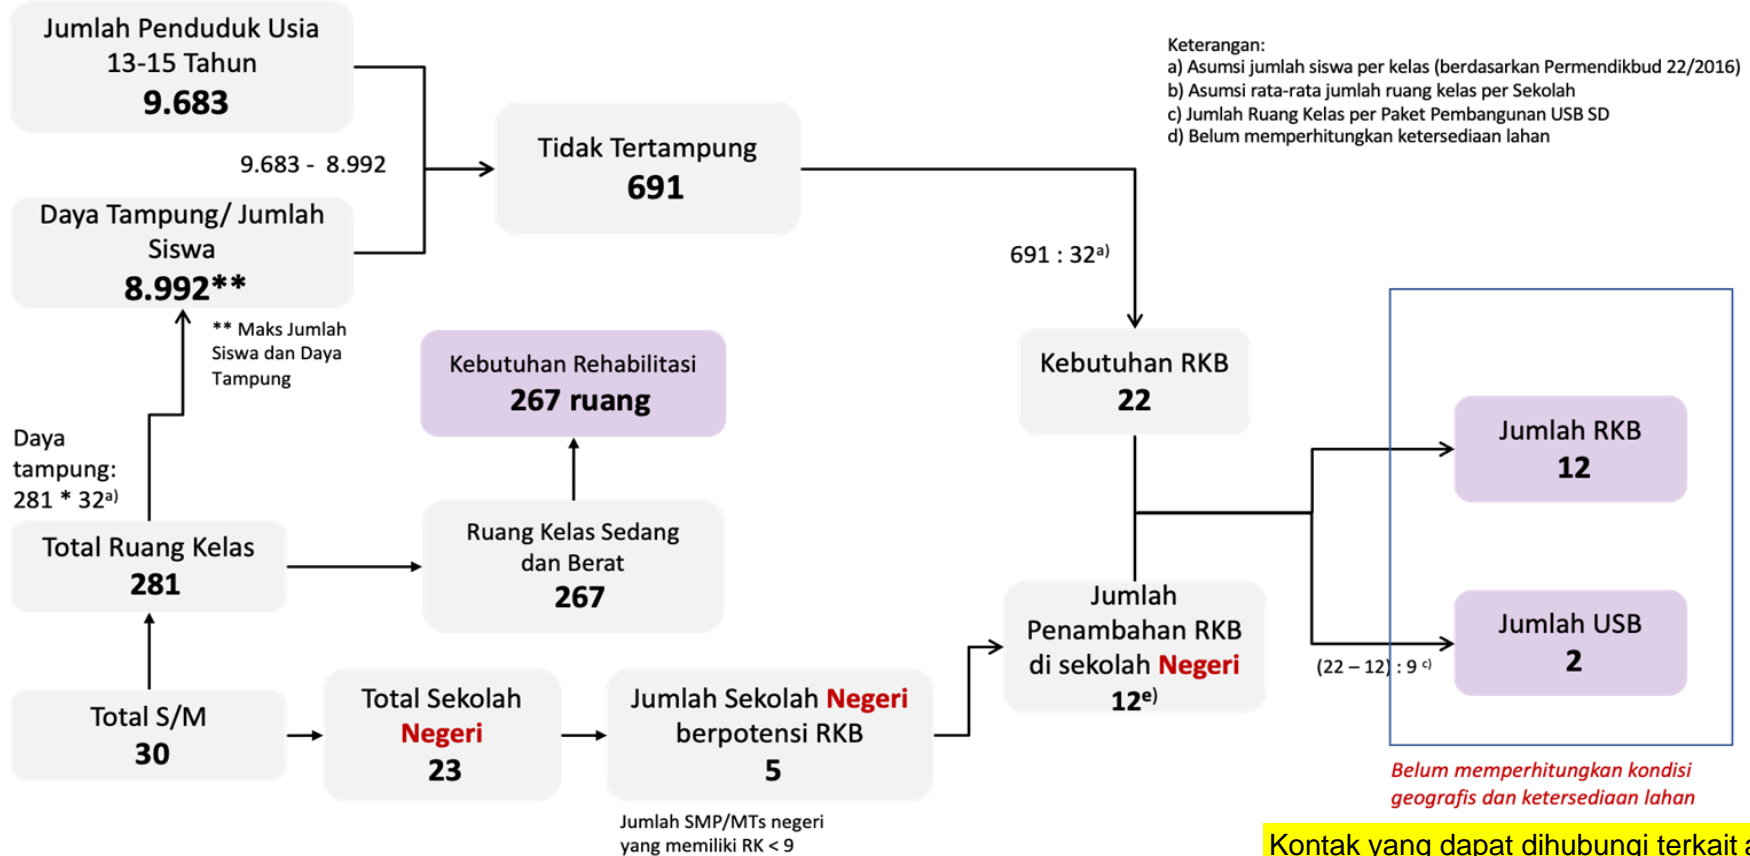 Jumlah Penduduk Usia
13-15 Tahun
9.683
9.683 - 8.992
Daya Tampung/ Jumlah
Siswa
8.992**
** Maks Jumlah
Siswa dan Daya
Tampung
Daya
tampung:
281 * 32a)
Total Ruang Kelas
281
Total S/M
30
Tidak Tertampung
691
Kebutuhan Rehabilitasi
267 ruang
Ruang Kelas Sedang
dan Berat
267
Total Sekolah
Negeri
23
Jumlah Sekolah Negeri
berpotensi RKB
5
Jumlah SMP/MTs negeri
yang memiliki RK < 9
Keterangan:
a) Asumsi jumlah siswa per kelas (berdasarkan Permendikbud 22/2016)
b) Asumsi rata-rata jumlah ruang kelas per Sekolah
c) Jumlah Ruang Kelas per Paket Pembangunan USB SD
d) Belum memperhitungkan ketersediaan lahan
691 : 32a)
Kebutuhan RKB
22
Jumlah
Penambahan RKB
di sekolah Negeri
12e)
Jumlah RKB
12
(22 – 12) : 9 c)
Jumlah USB
2
Belum memperhitungkan kondisi
geografis dan ketersediaan lahan
Kontak yang dapat dihubungi terkait a